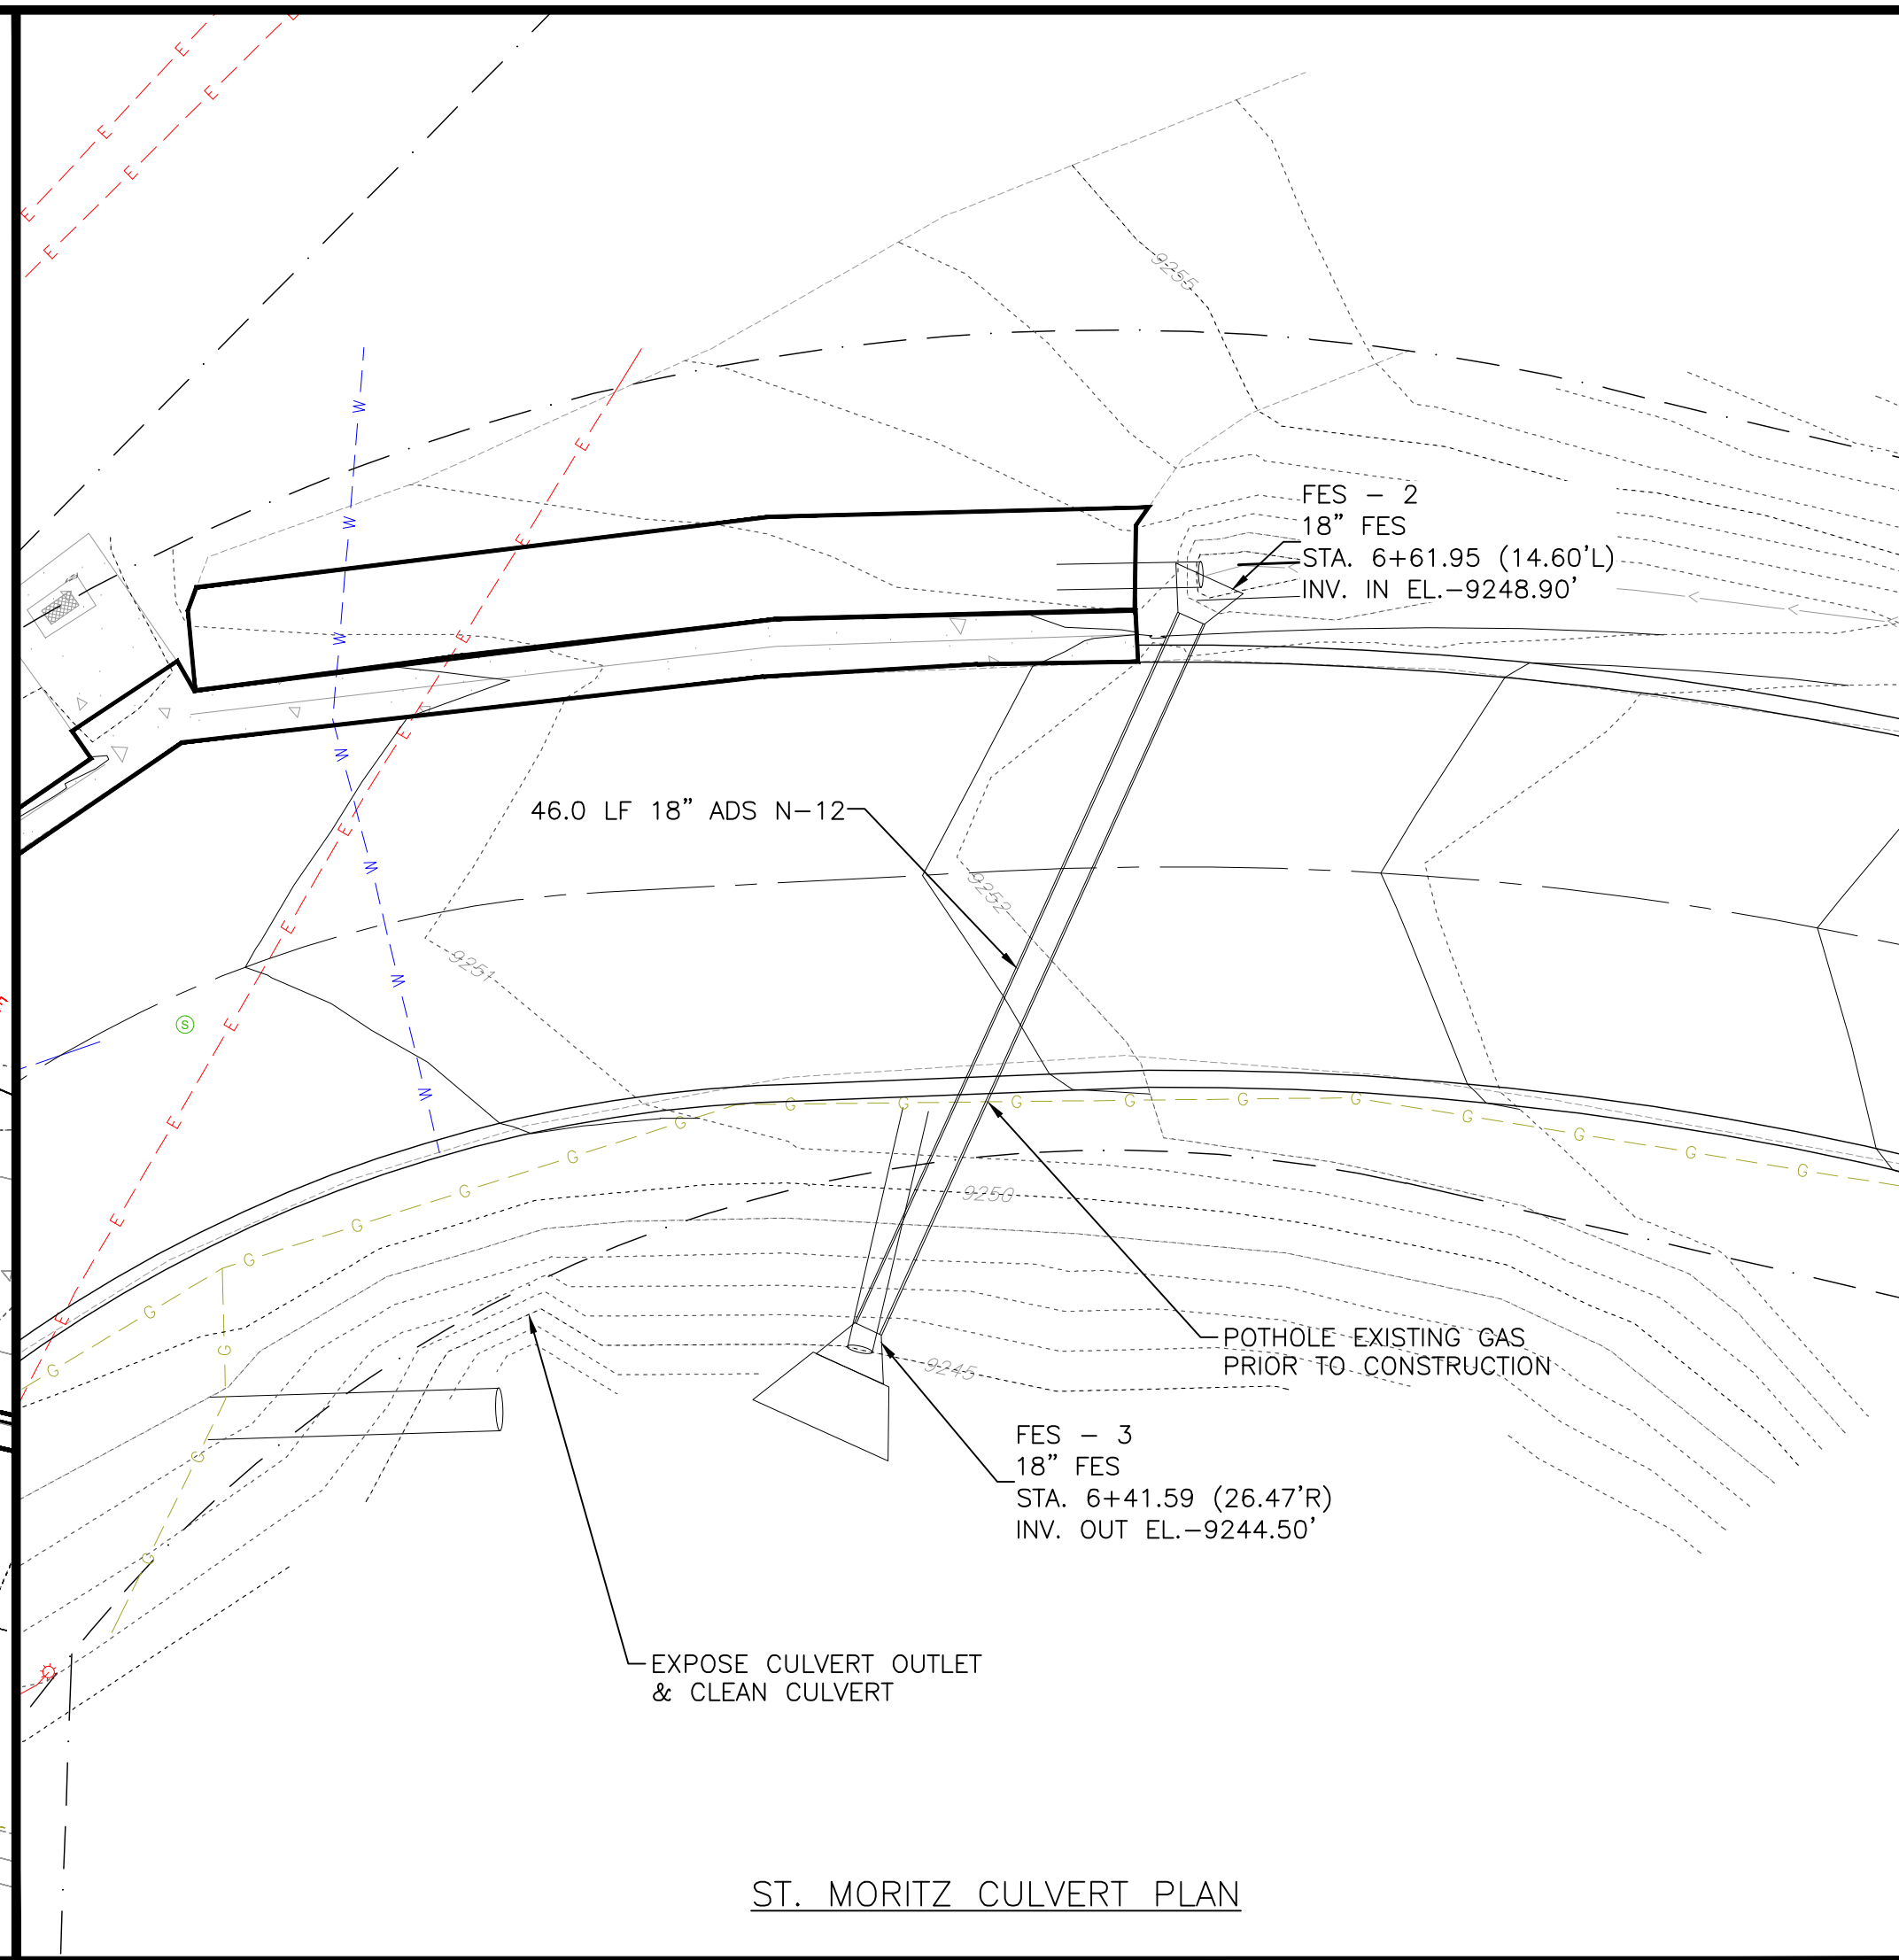 9255
FES - 2
18" FES
STA. 6+61.95 (14.60'L)
INV. IN EL.-9248.90'
46.0 LF 18" ADS N-12
9252
9251
S
9250
9245
POTHOLE EXISTING GAS
PRIOR TO CONSTRUCTION
FES - 3
18" FES
STA. 6+41.59 (26.47'R)
INV. OUT EL.-9244.50'
EXPOSE CULVERT OUTLET
& CLEAN CULVERT
ST. MORITZ CULVERT PLAN
E E E E E E
E E E E E E E E E E E
W W W W W W W W
G G G G G G G G G G G G G G G G G
G G G